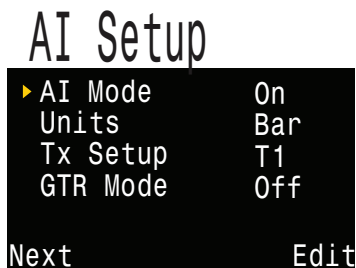 AI Setup
AI Mode On
Units Bar
Tx Setup T1
GTR Mode Off
Next Edit